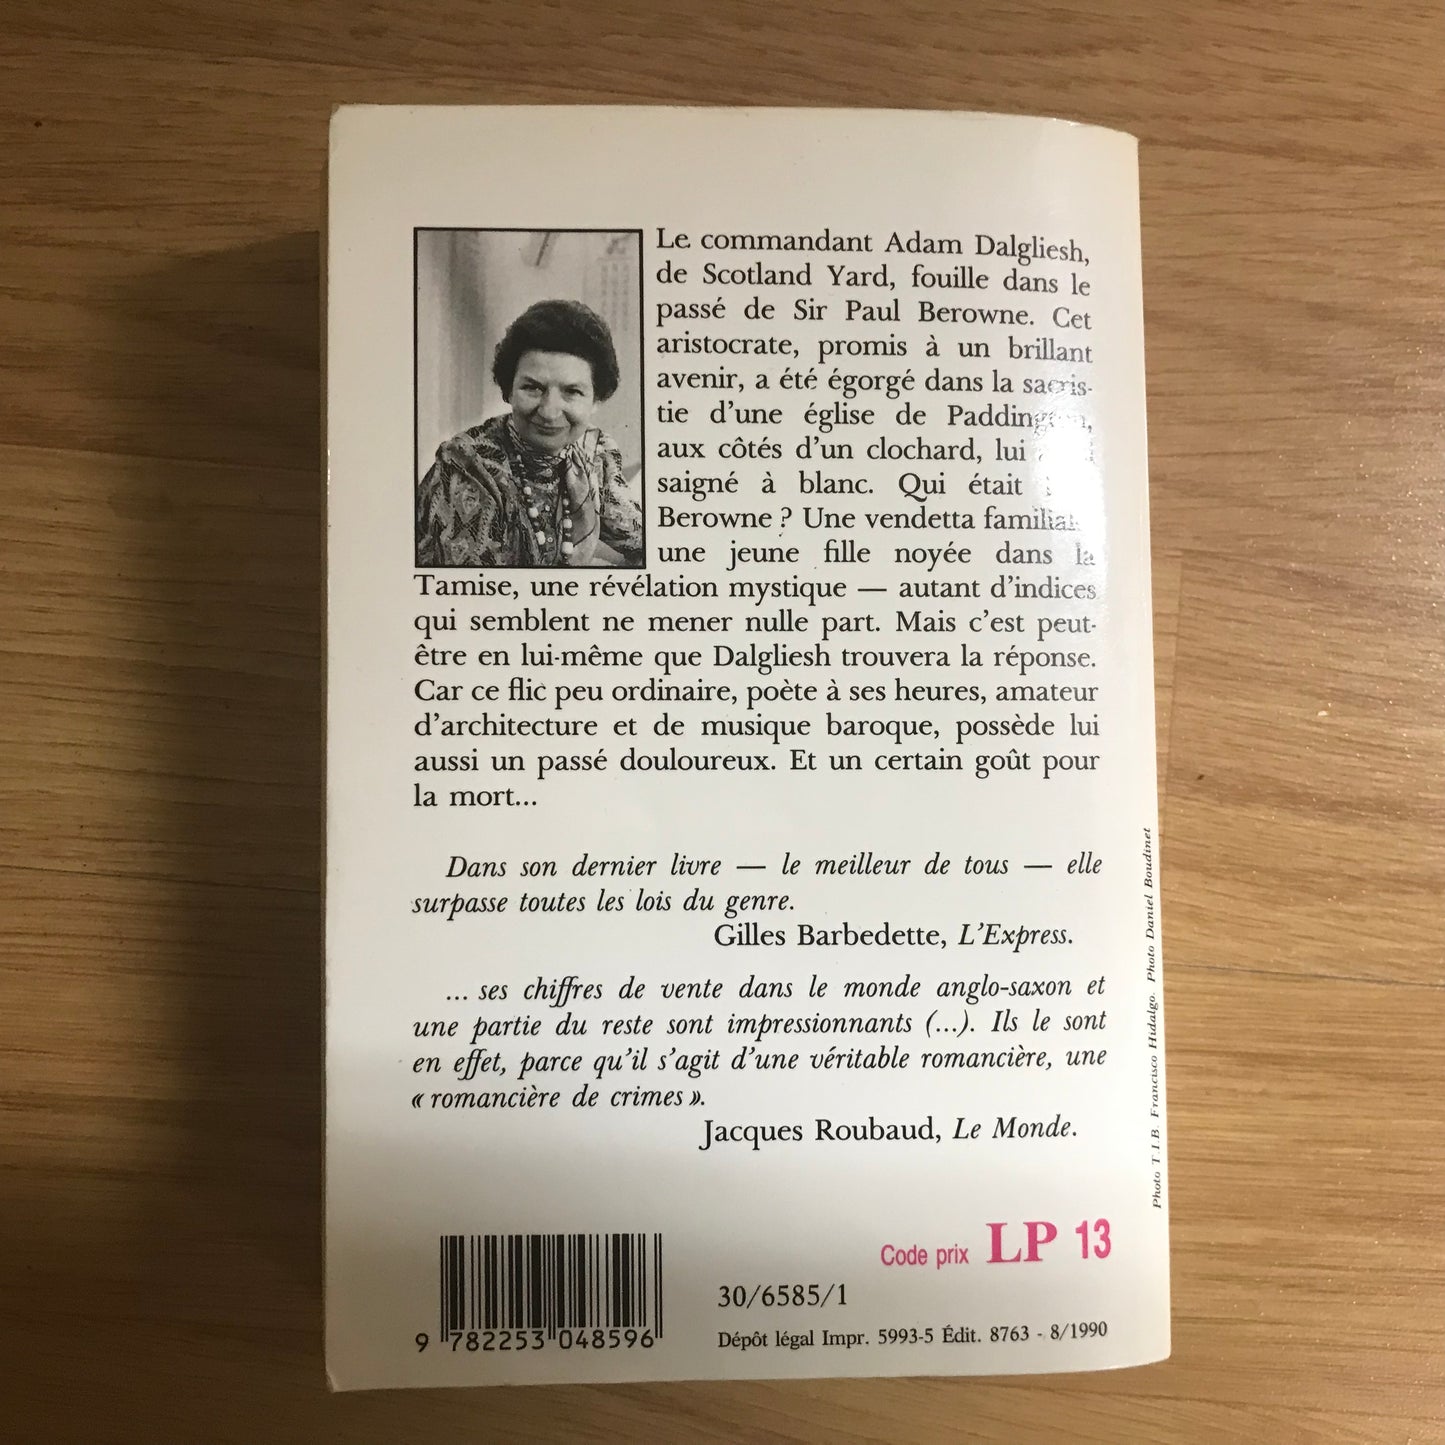 Le commandant Adam Dalgliesh,
de Scotland Yard, fouille dans le
passé de Sir Paul Berowne. Cet
aristocrate, promis à un brillant
avenir, a été égorgé dans la sacris-
tie d'une église de Paddington,
aux côtés d'un clochard, lui
saigné à blanc. Qui était
Berowne ? Une vendetta familiale,
une jeune fille noyée dans la
Tamise, une révélation mystique — autant d'indices
qui semblent ne mener nulle part. Mais c'est peut-
être en lui-même que Dalgliesh trouvera la réponse.
Car ce flic peu ordinaire, poète à ses heures, amateur
d'architecture et de musique baroque, possède lui
aussi un passé douloureux. Et un certain goût pour
la mort...
Dans son dernier livre — le meilleur de tous — elle
surpasse toutes les lois du genre.
Gilles Barbedette, L'Express.
... ses chiffres de vente dans le monde anglo-saxon et
une partie du reste sont impressionnants (...). Ils le sont
en effet, parce qu'il s'agit d'une véritable romancière, une
« romancière de crimes ».
Jacques Roubaud, Le Monde.
Photo T.I.B. Francisco Hidalgo. Photo Daniel Boudinet
Code prix LP 13
30/6585/1
Dépôt légal Impr. 5993-5 Édit. 8763 - 8/1990
9 782253 048596